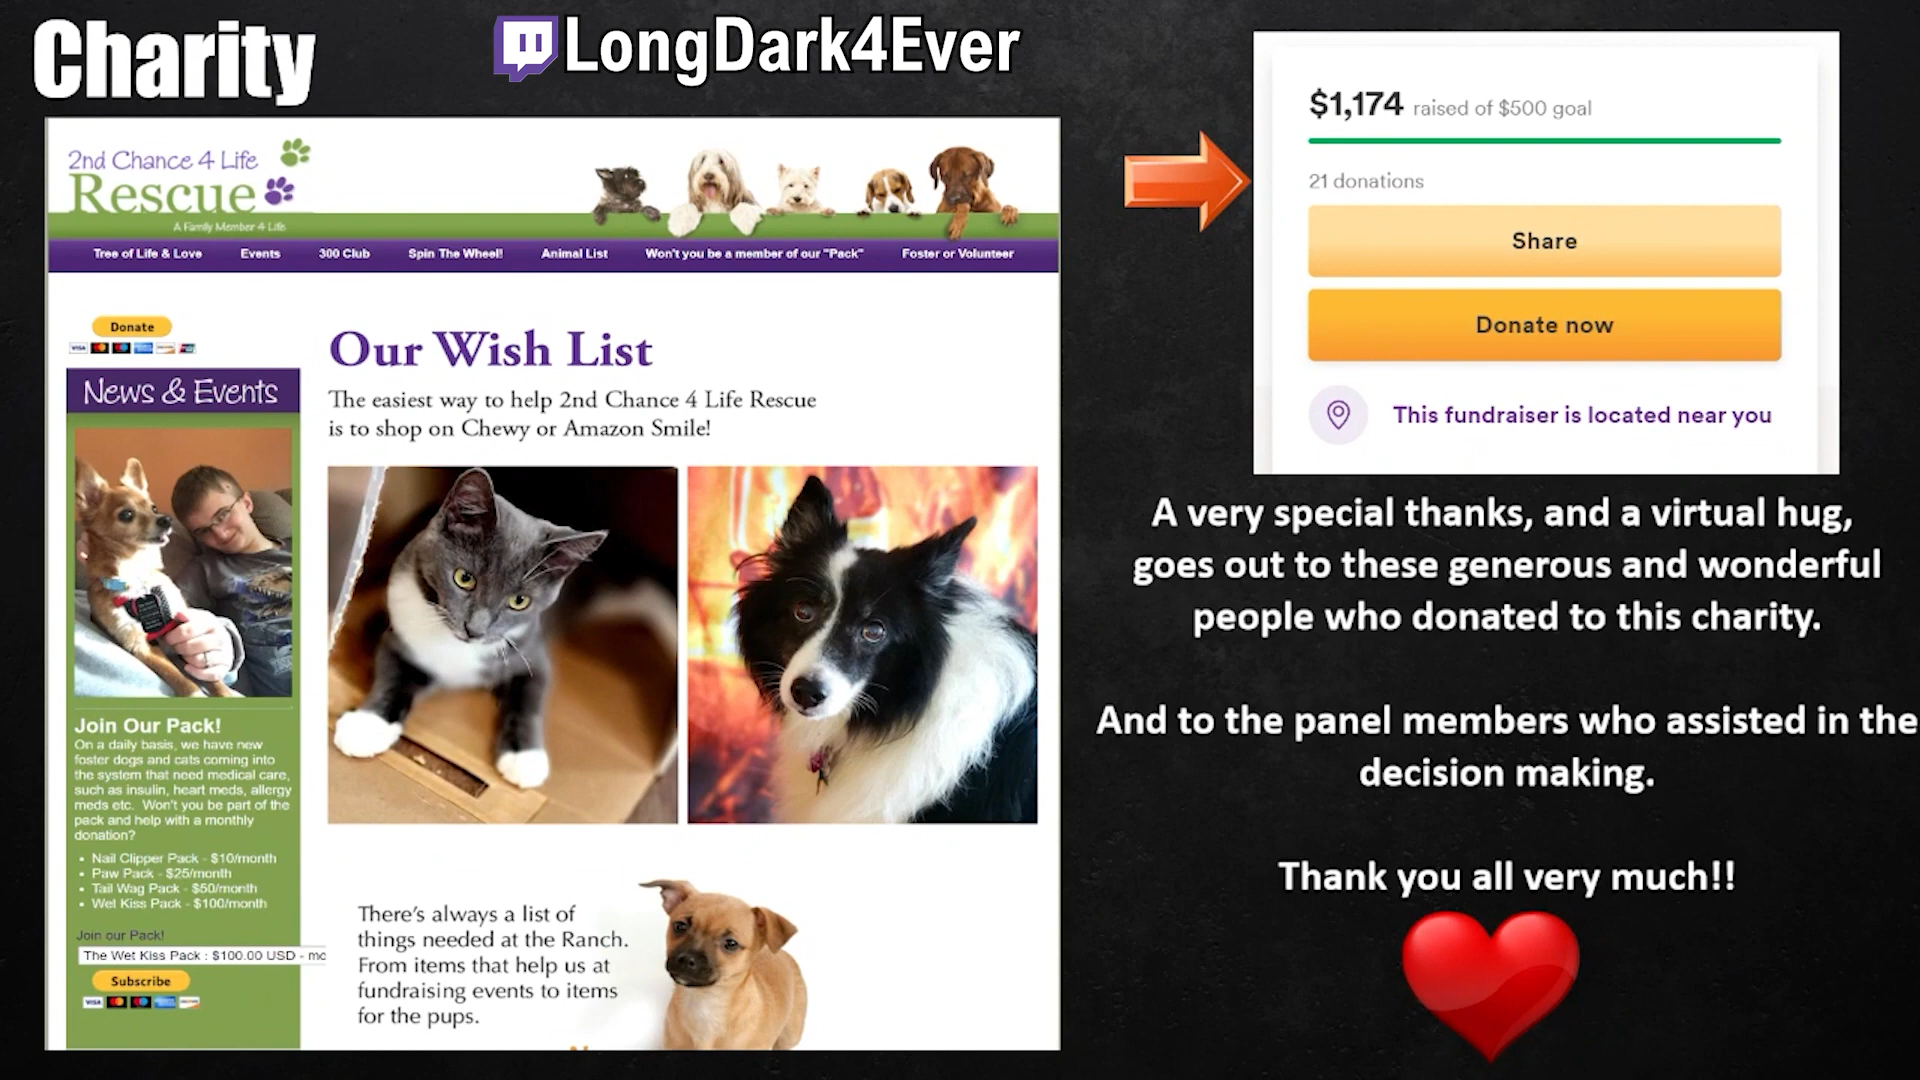 Charity
LongDark4Ever
2nd Chance 4 Life
Rescue
A Family Member 4 Life
Tree of Life & Love
Events
300 Club
Spin The Wheel!
Animal List
Won't you be a member of our "Pack"
Foster or Volunteer
Donate
VISA
News & Events
Join Our Pack!
On a daily basis, we have new
foster dogs and cats coming into
the system that need medical care,
such as insulin, heart meds, allergy
meds etc. Won't you be part of the
pack and help with a monthly
donation?
• Nail Clipper Pack - $10/month
• Paw Pack - $25/month
• Tail Wag Pack - $50/month
• Wet Kiss Pack - $100/month
Join our Pack!
The Wet Kiss Pack : $100.00 USD - mo
Subscribe
VISA
Our Wish List
The easiest way to help 2nd Chance 4 Life Rescue
is to shop on Chewy or Amazon Smile!
There's always a list of
things needed at the Ranch.
From items that help us at
fundraising events to items
for the pups.
$1,174 raised of $500 goal
21 donations
Share
Donate now
This fundraiser is located near you
A very special thanks, and a virtual hug,
goes out to these generous and wonderful
people who donated to this charity.
And to the panel members who assisted in the
decision making.
Thank you all very much!!